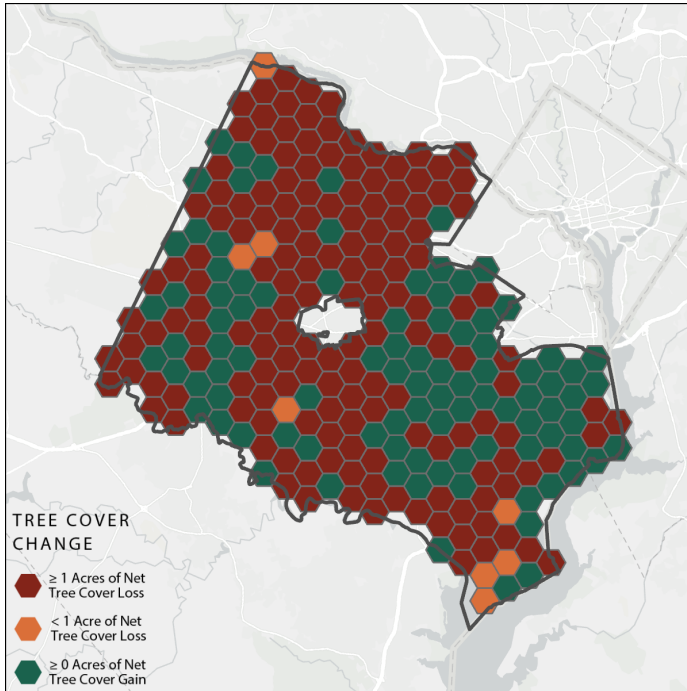 TREE COVER
CHANGE
≥ 1 Acres of Net
Tree Cover Loss
< 1 Acre of Net
Tree Cover Loss
≥ 0 Acres of Net
Tree Cover Gain